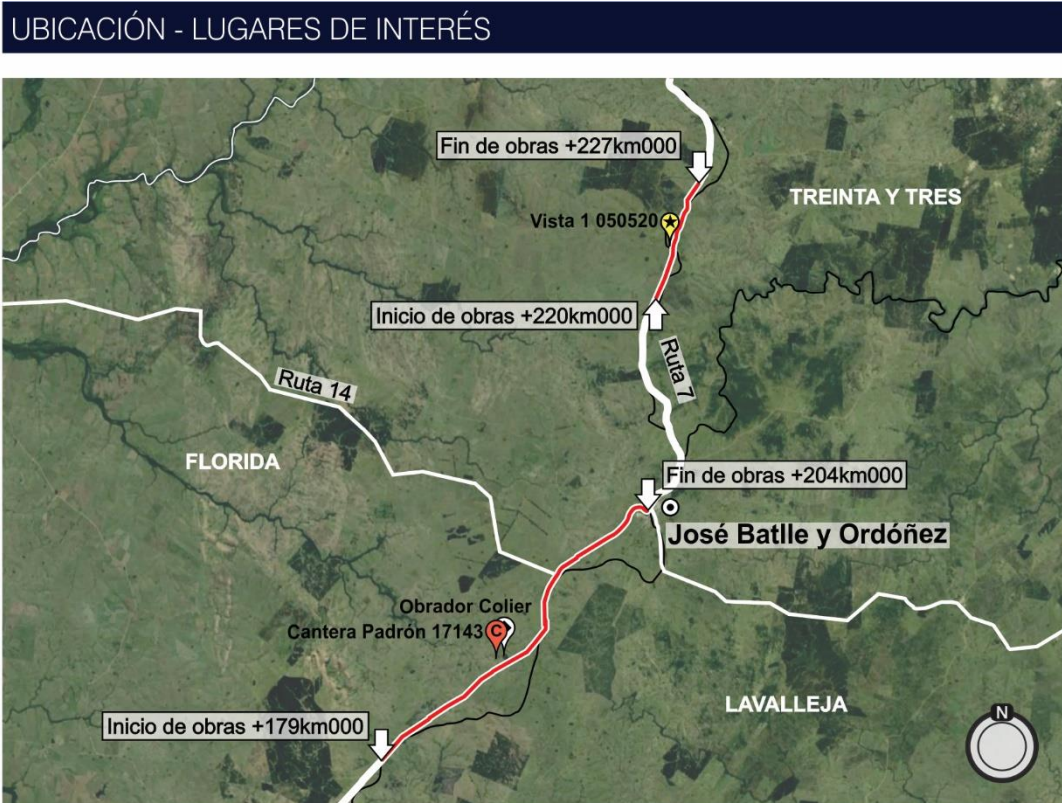 UBICACIÓN - LUGARES DE INTERÉS
Fin de obras +227km000
TREINTA Y TRES
Vista 1 050520
Inicio de obras +220km000
Ruta 7
Ruta 14
FLORIDA
Fin de obras +204km000
José Batlle y Ordóñez
Obrador Colier
Cantera Padrón 17143
C
LAVALLEJA
Inicio de obras +179km000
N